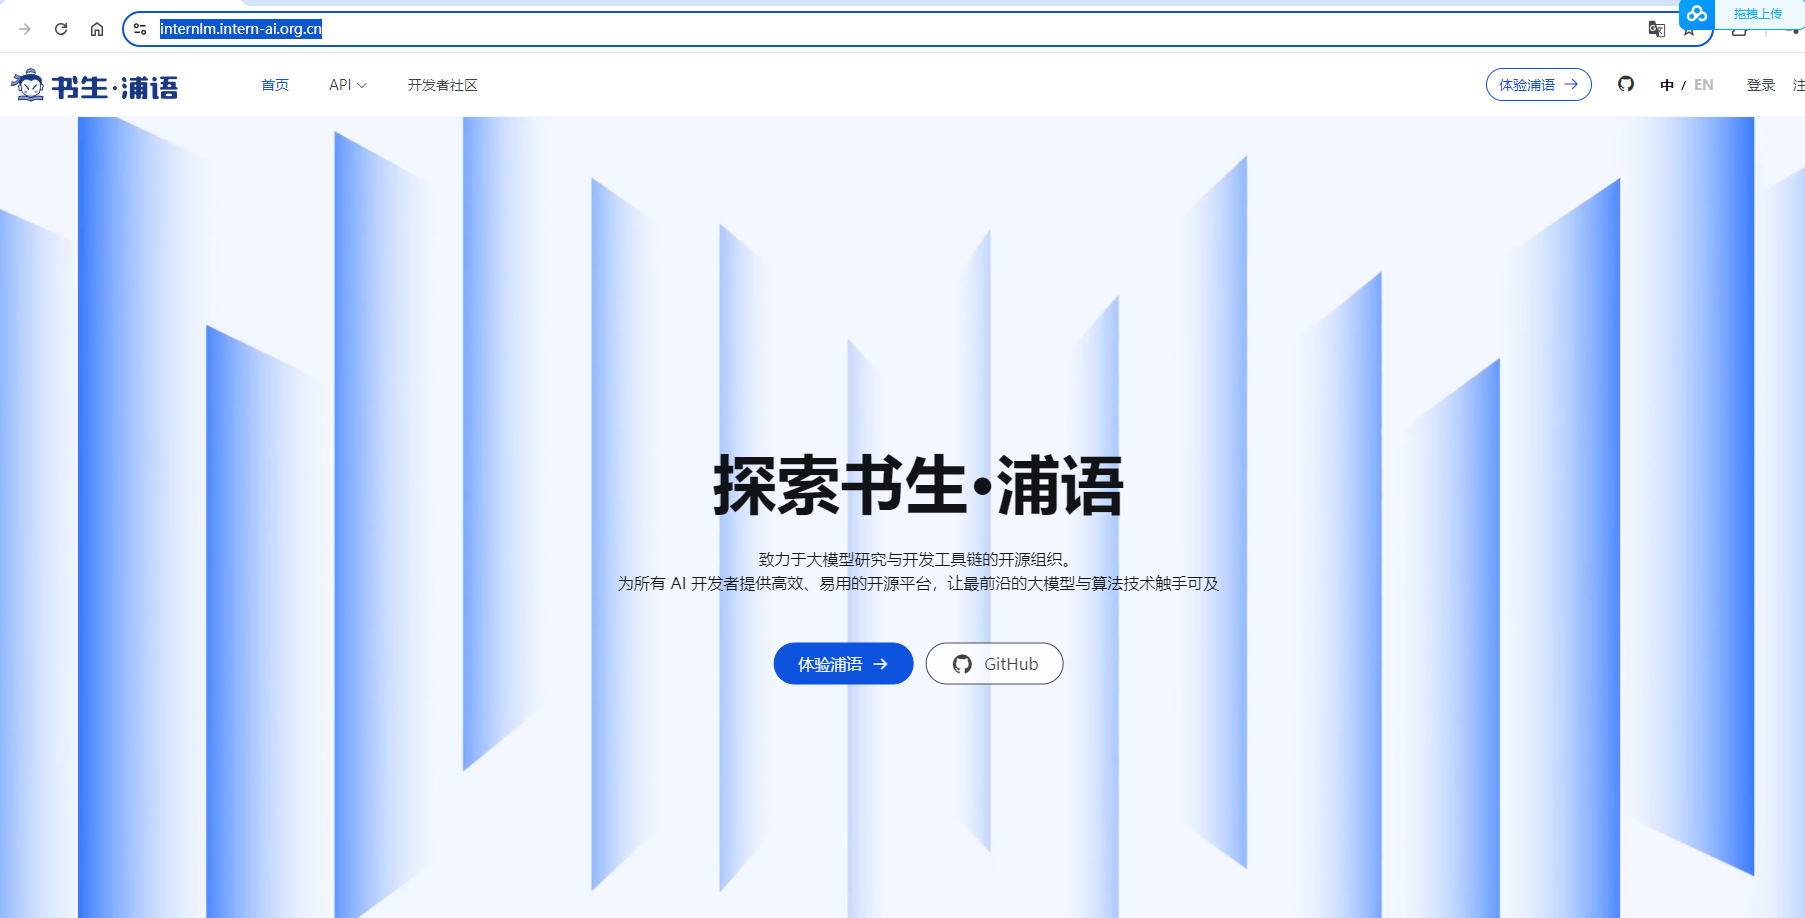 internlm.intern-ai.org.cn
拖拽上传
书生·浦语
首页
API
开发者社区
体验浦语 →
中 / EN
登录
注
探索书生·浦语
致力于大模型研究与开发工具链的开源组织。
为所有 AI 开发者提供高效、易用的开源平台，让最前沿的大模型与算法技术触手可及
体验浦语 →
GitHub